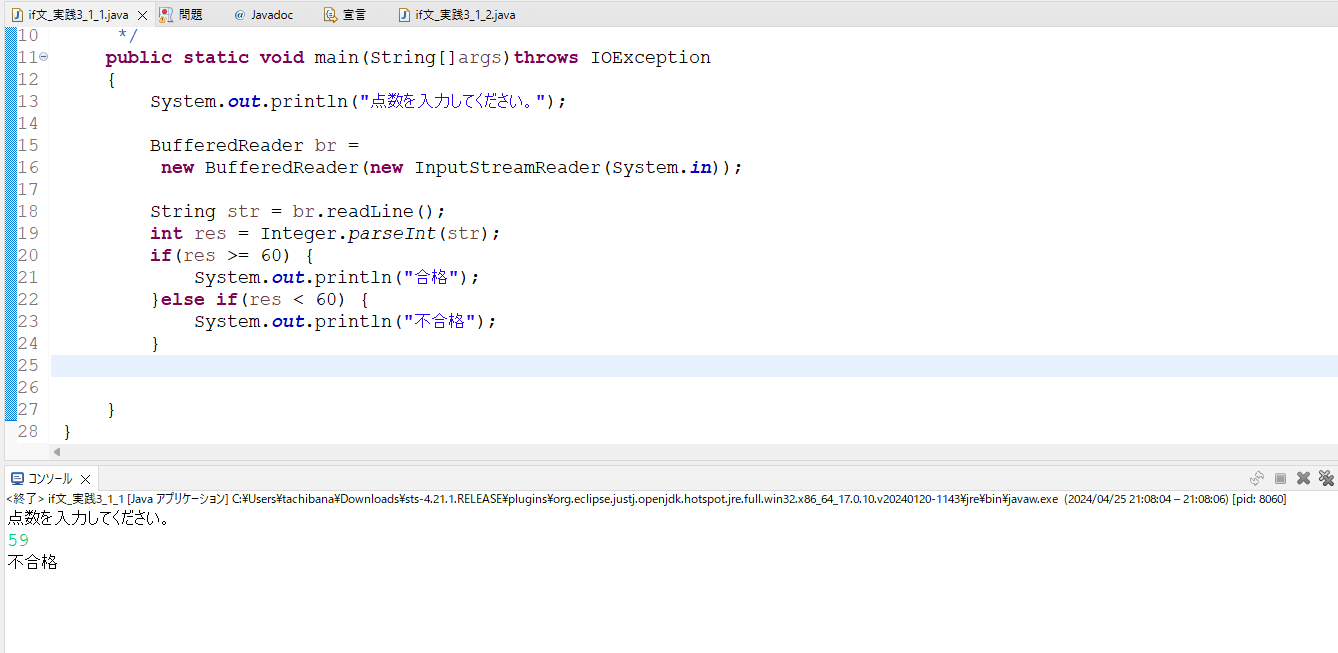 if文_実践3_1_1.java 問題 @ Javadoc 宣言 if文_実践3_1_2.java
10 */
11 public static void main(String[]args)throws IOException
12 {
13 System.out.println("点数を入力してください。");
14
15 BufferedReader br =
16 new BufferedReader(new InputStreamReader(System.in));
17
18 String str = br.readLine();
19 int res = Integer.parseInt(str);
20 if(res >= 60) {
21 System.out.println("合格");
22 }else if(res < 60) {
23 System.out.println("不合格");
24 }
25
26
27 }
28 }
コンソール
<終了> if文_実践3_1_1 [Java アプリケーション] C:¥Users¥tachibana¥Downloads¥sts-4.21.1.RELEASE¥plugins¥org.eclipse.justj.openjdk.hotspot.jre.full.win32.x86_64_17.0.10.v20240120-1143¥jre¥bin¥javaw.exe (2024/04/25 21:08:04 – 21:08:06) [pid: 8060]
点数を入力してください。
59
不合格